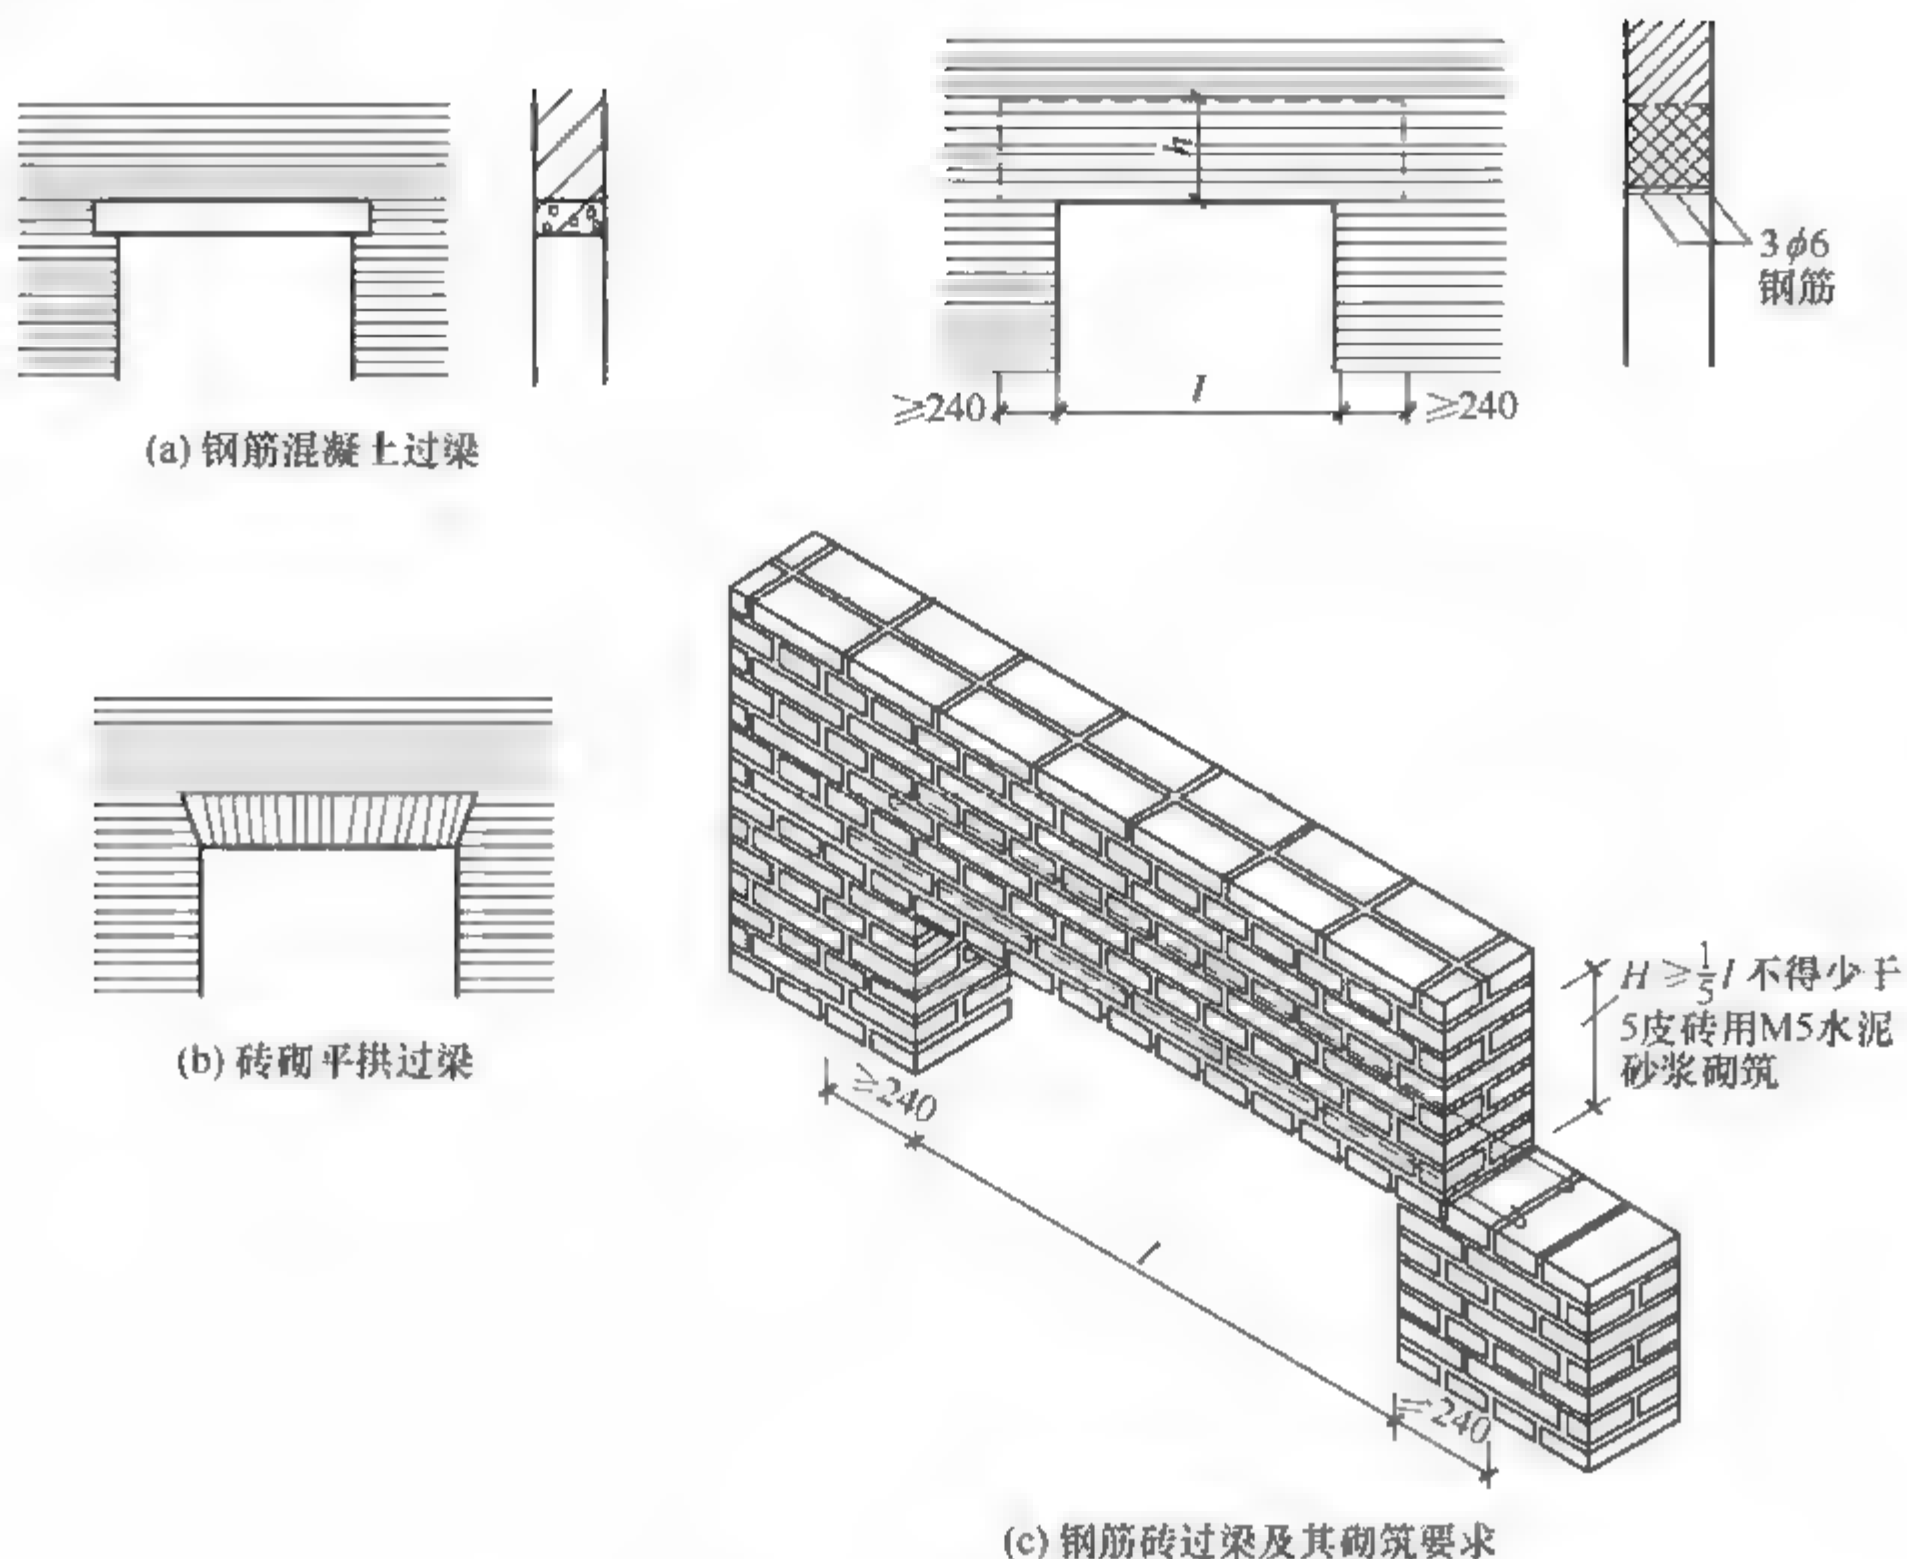 h
3ϕ6
钢筋
≥240
l
≥240
(a) 钢筋混凝土过梁
H ≥ 1/5 l 不得少于
5皮砖用M5水泥
砂浆砌筑
(b) 砖砌平拱过梁
≥240
l
≥240
(c) 钢筋砖过梁及其砌筑要求